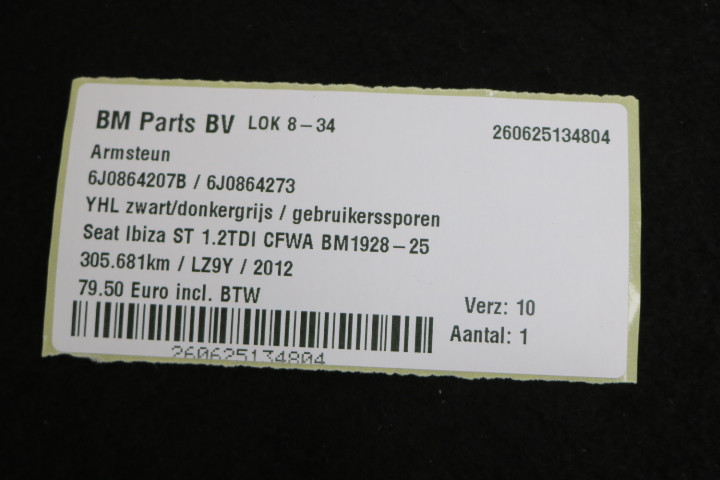 BM Parts BV LOK 8-34 260625134804
Armsteun
6J0864207B / 6J0864273
YHL zwart/donkergrijs / gebruikerssporen
Seat Ibiza ST 1.2TDI CFWA BM1928-25
305.681km / LZ9Y / 2012
79.50 Euro incl. BTW
Verz: 10
Aantal: 1
260625134804